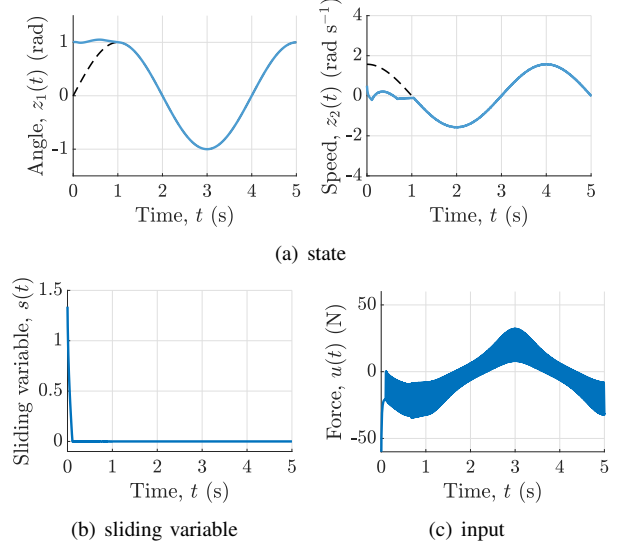 1
0
-1
0 1 2 3 4 5
Time, t (s)
Angle, z₁(t) (rad)
4
2
0
-2
-4
0 1 2 3 4 5
Time, t (s)
Speed, z₂(t) (rad s⁻¹)
(a) state
1.5
1
0.5
0
0 1 2 3 4 5
Time, t (s)
Sliding variable, s(t)
(b) sliding variable
50
0
-50
0 1 2 3 4 5
Time, t (s)
Force, u(t) (N)
(c) input